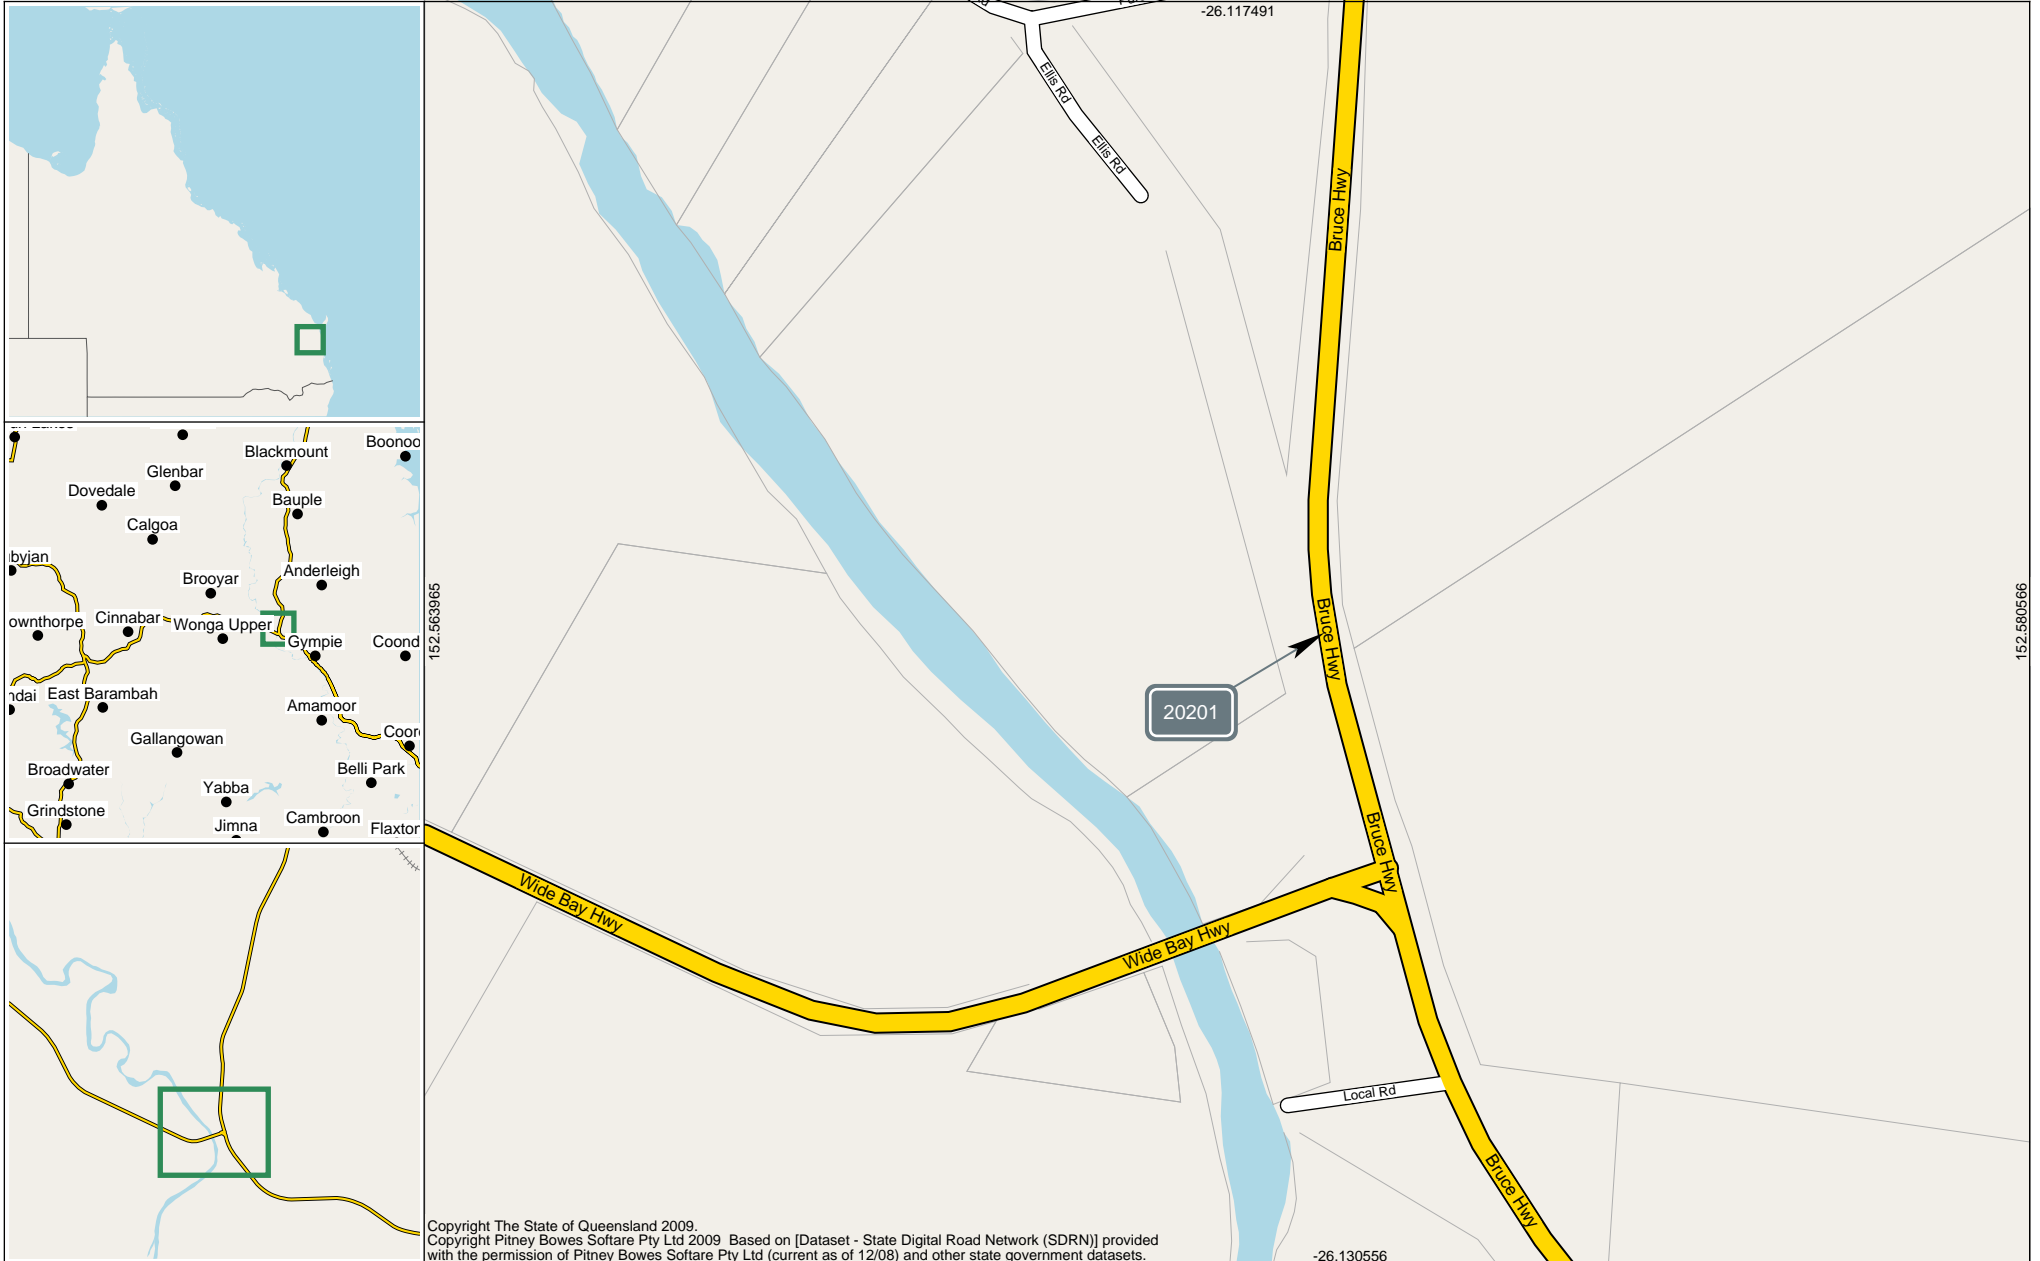 -26.117491
Ellis Rd
Ellis Rd
Bruce Hwy
Blackmount
Glenbar
Dovedale
Bauple
Calgoa
Anderleigh
Brooyar
Cinnabar
Wonga Upper
Gympie
Coond
East Barambah
Amamoor
Gallangowan
Belli Park
Broadwater
Yabba
Grindstone
Cambroon
Jimna
Flaxton
152.563965
152.580566
Bruce Hwy
20201
Bruce Hwy
Wide Bay Hwy
Wide Bay Hwy
Local Rd
Bruce Hwy
Copyright The State of Queensland 2009.
Copyright Pitney Bowes Softare Pty Ltd 2009 Based on [Dataset - State Digital Road Network (SDRN)] provided
with the permission of Pitney Bowes Softare Pty Ltd (current as of 12/08) and other state government datasets.
-26.130556